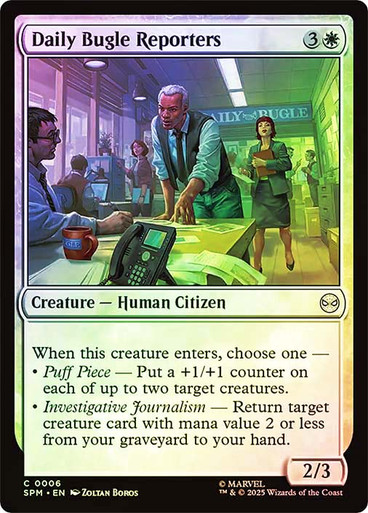 Daily Bugle Reporters 3
DAILY BUGLE
BUGLE
Creature — Human Citizen
When this creature enters, choose one —
• Puff Piece — Put a +1/+1 counter on
each of up to two target creatures.
• Investigative Journalism — Return target
creature card with mana value 2 or less
from your graveyard to your hand.
2/3
C 0006
SPM • EN Zoltan Boros
© MARVEL
™ & © 2025 Wizards of the Coast